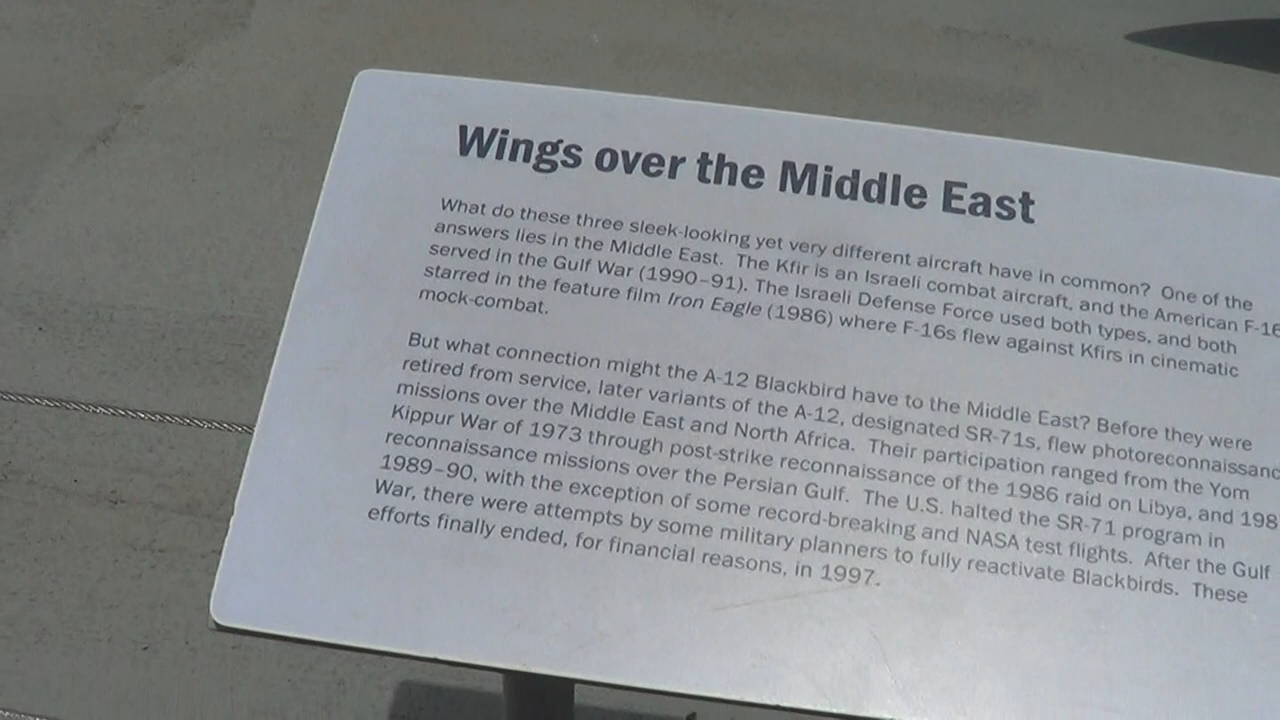 Wings over the Middle East
What do these three sleek-looking yet very different aircraft have in common? One of the
answers lies in the Middle East. The Kfir is an Israeli combat aircraft, and the American F-16
served in the Gulf War (1990–91). The Israeli Defense Force used both types, and both
starred in the feature film Iron Eagle (1986) where F-16s flew against Kfirs in cinematic
mock-combat.
But what connection might the A-12 Blackbird have to the Middle East? Before they were
retired from service, later variants of the A-12, designated SR-71s, flew photoreconnaissanc
missions over the Middle East and North Africa. Their participation ranged from the Yom
Kippur War of 1973 through post-strike reconnaissance of the 1986 raid on Libya, and 198
reconnaissance missions over the Persian Gulf. The U.S. halted the SR-71 program in
1989–90, with the exception of some record-breaking and NASA test flights. After the Gulf
War, there were attempts by some military planners to fully reactivate Blackbirds. These
efforts finally ended, for financial reasons, in 1997.